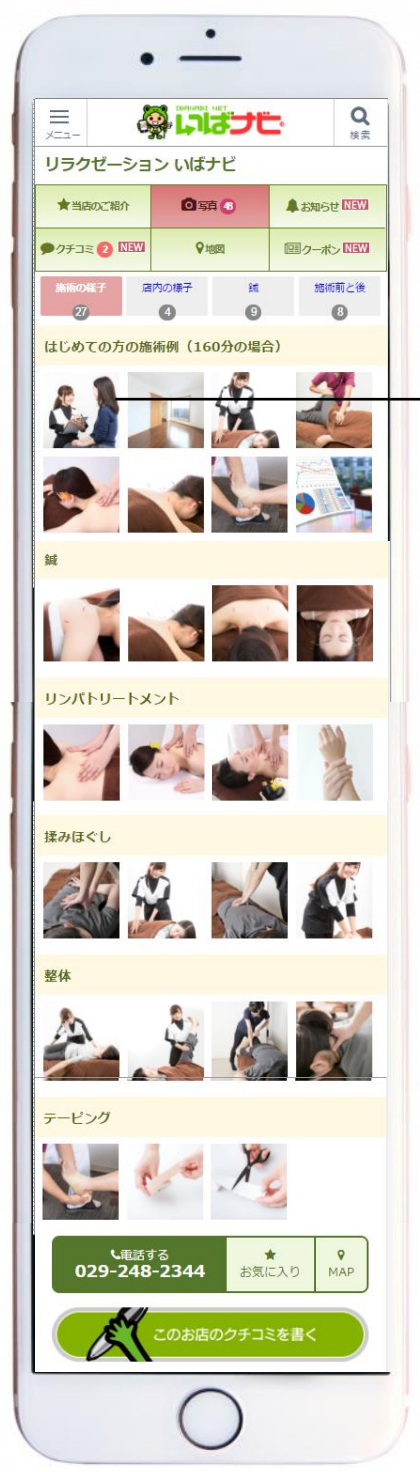 IBANABI NET
いばナビ
メニュー
検索
リラクゼーション いばナビ
★当店のご紹介
写真 48
お知らせ NEW
クチコミ 2 NEW
地図
クーポン NEW
施術の様子
27
店内の様子
4
鍼
9
施術前と後
8
はじめての方の施術例（160分の場合）
鍼
リンパトリートメント
揉みほぐし
整体
テーピング
電話する
029-248-2344
★
お気に入り
MAP
このお店のクチコミを書く